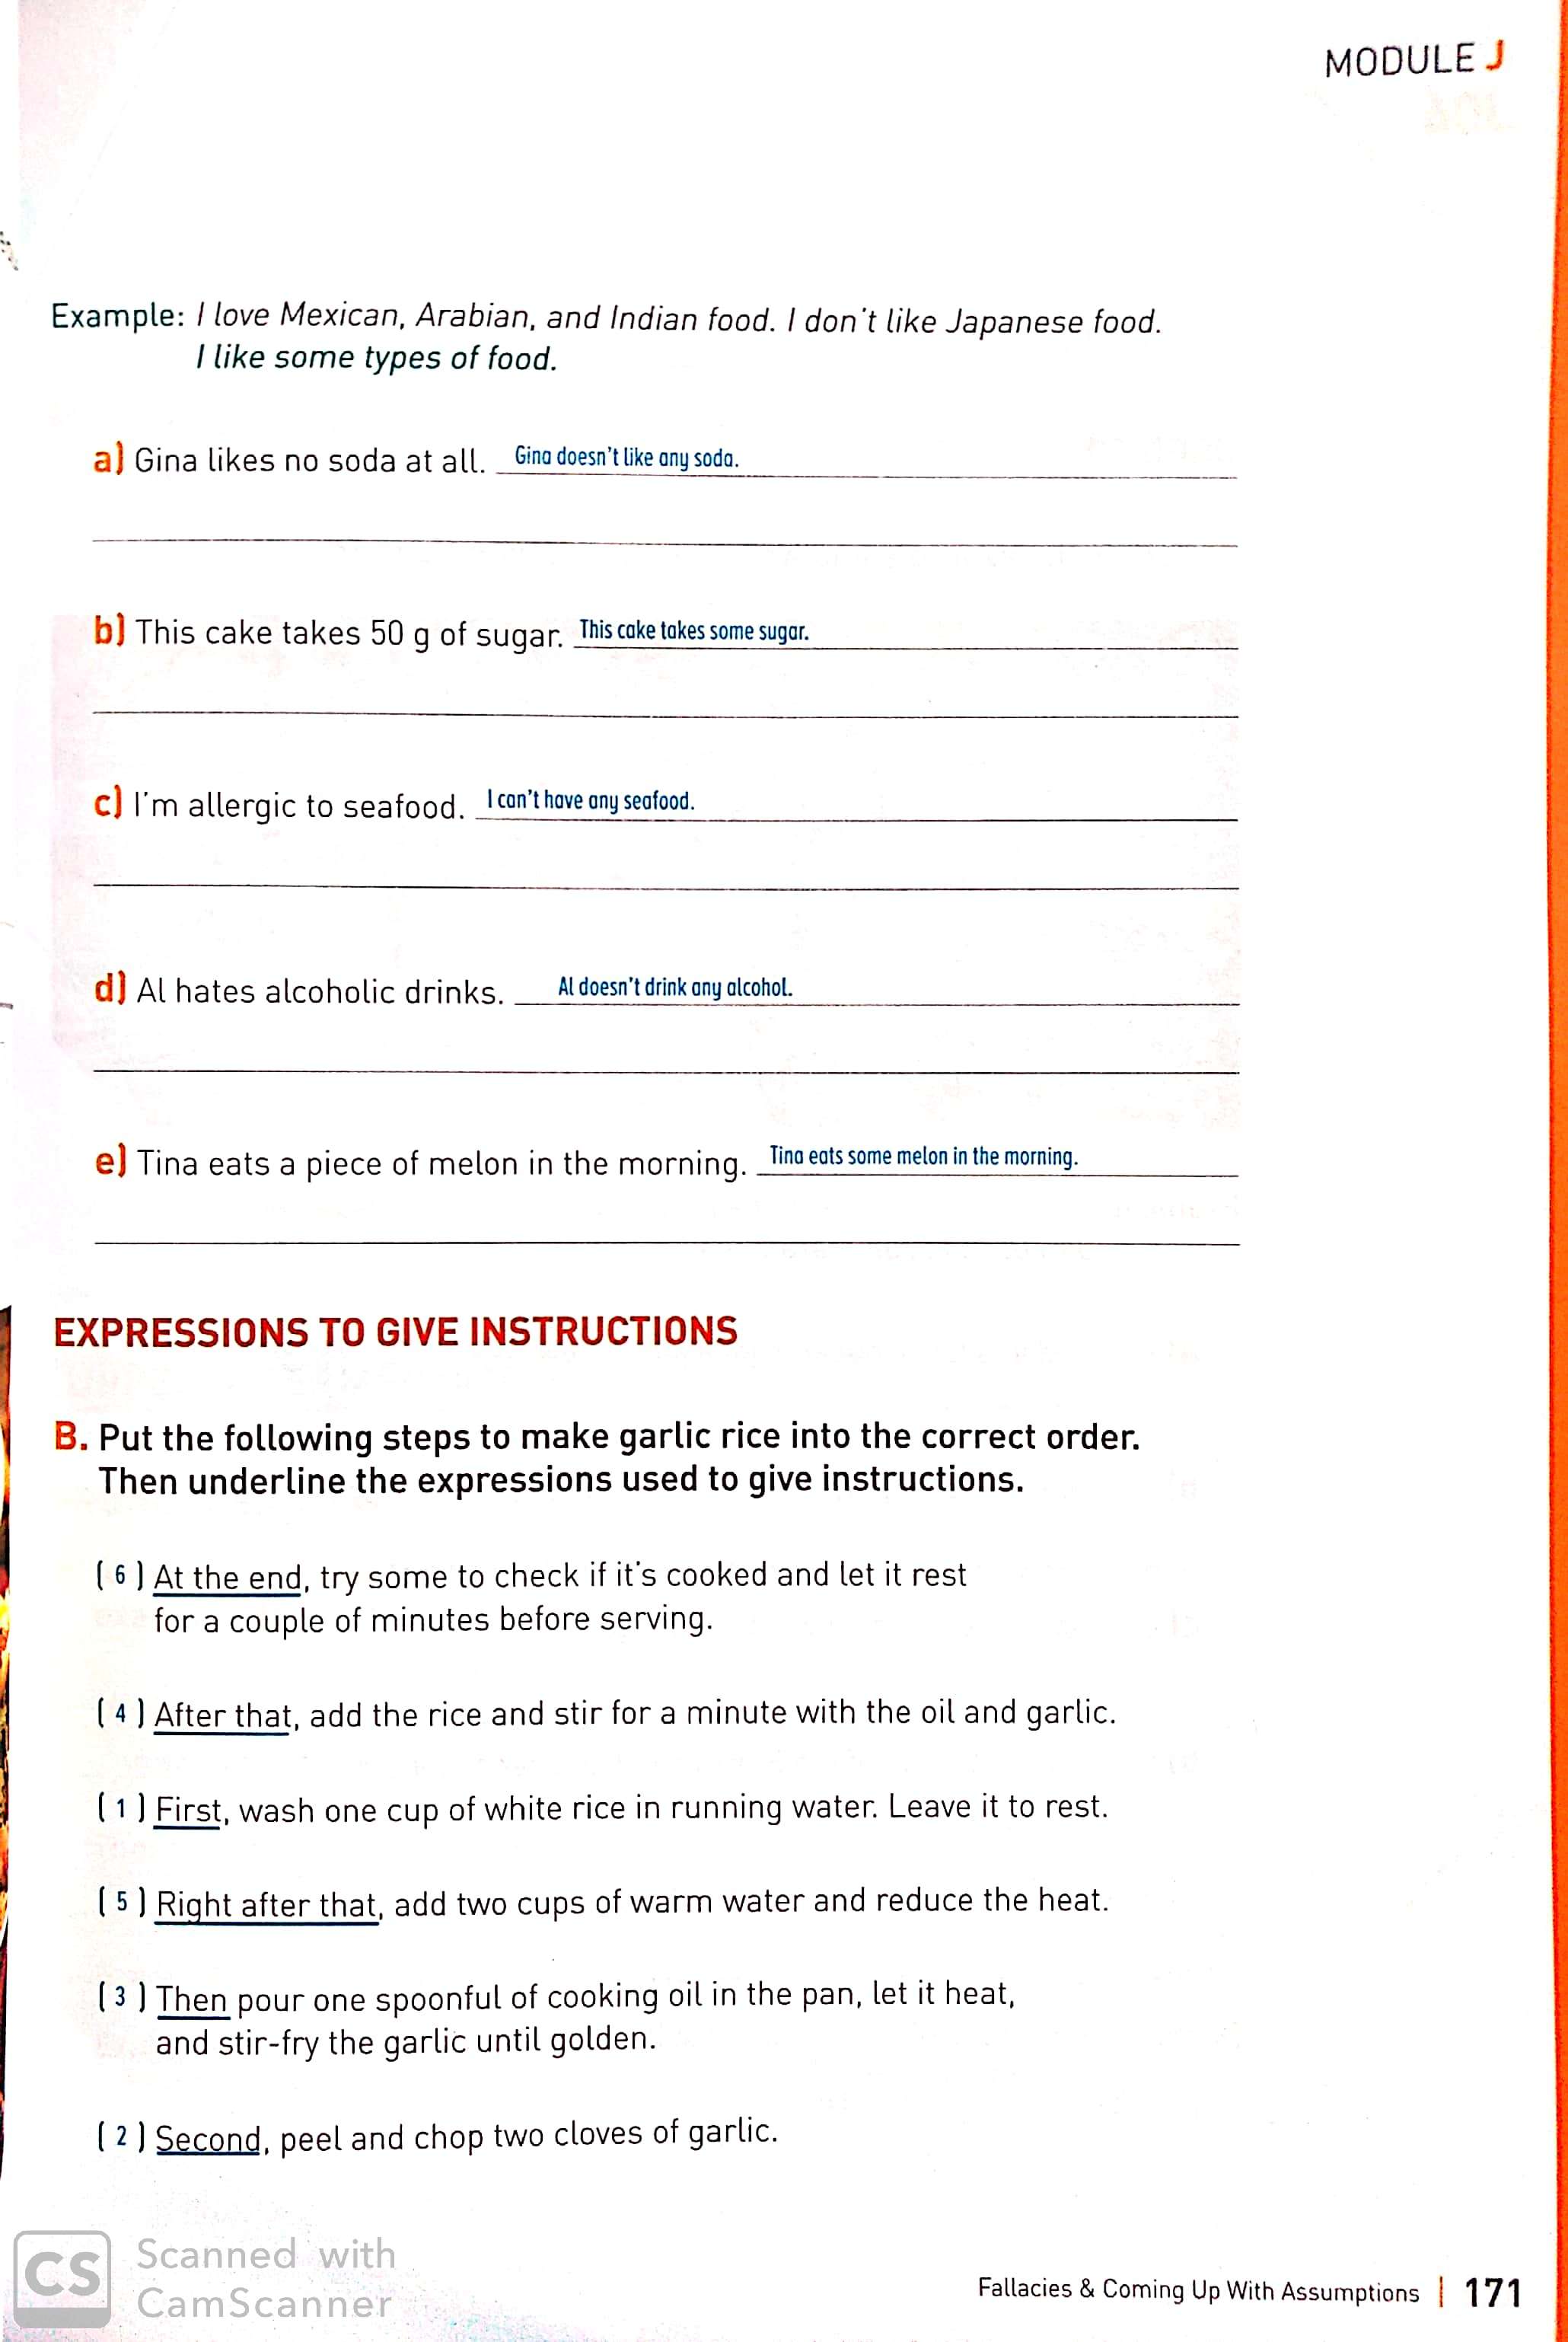 MODULE J
Example: I love Mexican, Arabian, and Indian food. I don't like Japanese food.
I like some types of food.
a) Gina likes no soda at all. Gina doesn't like any soda.
b) This cake takes 50 g of sugar. This cake takes some sugar.
c) I'm allergic to seafood. I can't have any seafood.
d) Al hates alcoholic drinks. Al doesn't drink any alcohol.
e) Tina eats a piece of melon in the morning. Tina eats some melon in the morning.
EXPRESSIONS TO GIVE INSTRUCTIONS
B. Put the following steps to make garlic rice into the correct order.
Then underline the expressions used to give instructions.
( 6 ) At the end, try some to check if it's cooked and let it rest
for a couple of minutes before serving.
( 4 ) After that, add the rice and stir for a minute with the oil and garlic.
( 1 ) First, wash one cup of white rice in running water. Leave it to rest.
( 5 ) Right after that, add two cups of warm water and reduce the heat.
( 3 ) Then pour one spoonful of cooking oil in the pan, let it heat,
and stir-fry the garlic until golden.
( 2 ) Second, peel and chop two cloves of garlic.
CS Scanned with
CamScanner
Fallacies & Coming Up With Assumptions | 171